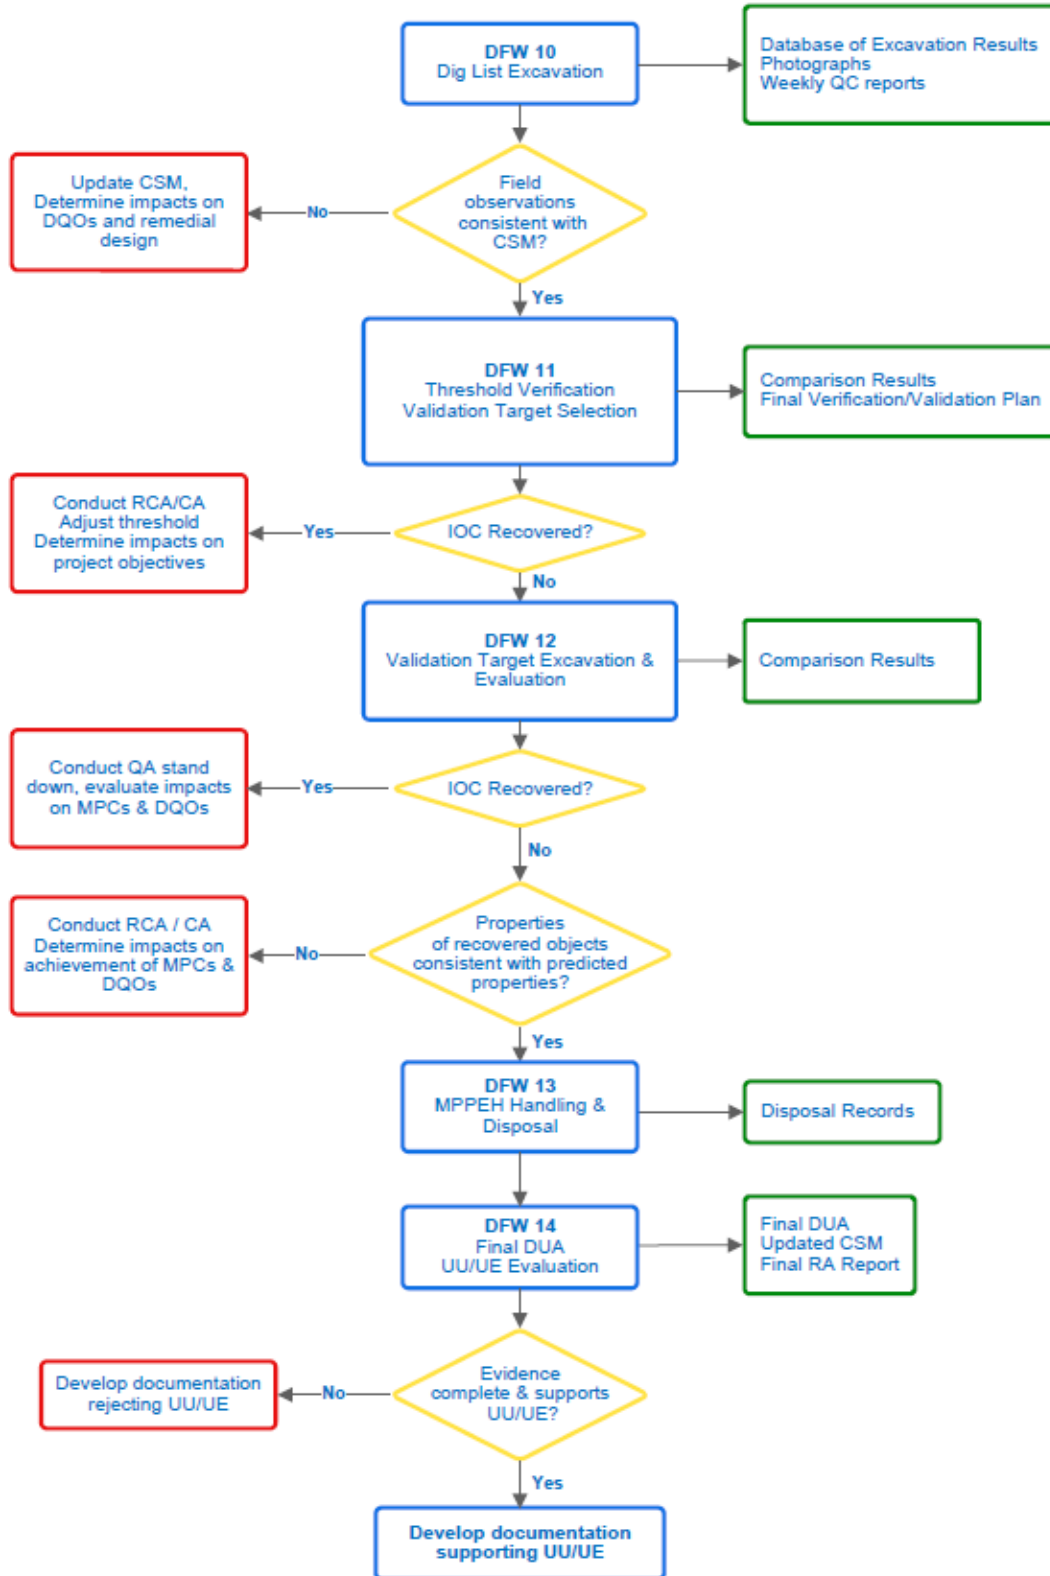 DFW 10
Dig List Excavation
Database of Excavation Results
Photographs
Weekly QC reports
Field
observations
consistent with
CSM?
No
Update CSM,
Determine impacts on
DQOs and remedial
design
Yes
DFW 11
Threshold Verification
Validation Target Selection
Comparison Results
Final Verification/Validation Plan
IOC Recovered?
Yes
Conduct RCA/CA
Adjust threshold
Determine impacts on
project objectives
No
DFW 12
Validation Target Excavation &
Evaluation
Comparison Results
IOC Recovered?
Yes
Conduct QA stand
down, evaluate impacts
on MPCs & DQOs
No
Properties
of recovered objects
consistent with predicted
properties?
No
Conduct RCA / CA
Determine impacts on
achievement of MPCs &
DQOs
Yes
DFW 13
MPPEH Handling &
Disposal
Disposal Records
DFW 14
Final DUA
UU/UE Evaluation
Final DUA
Updated CSM
Final RA Report
Evidence
complete & supports
UU/UE?
No
Develop documentation
rejecting UU/UE
Yes
Develop documentation
supporting UU/UE